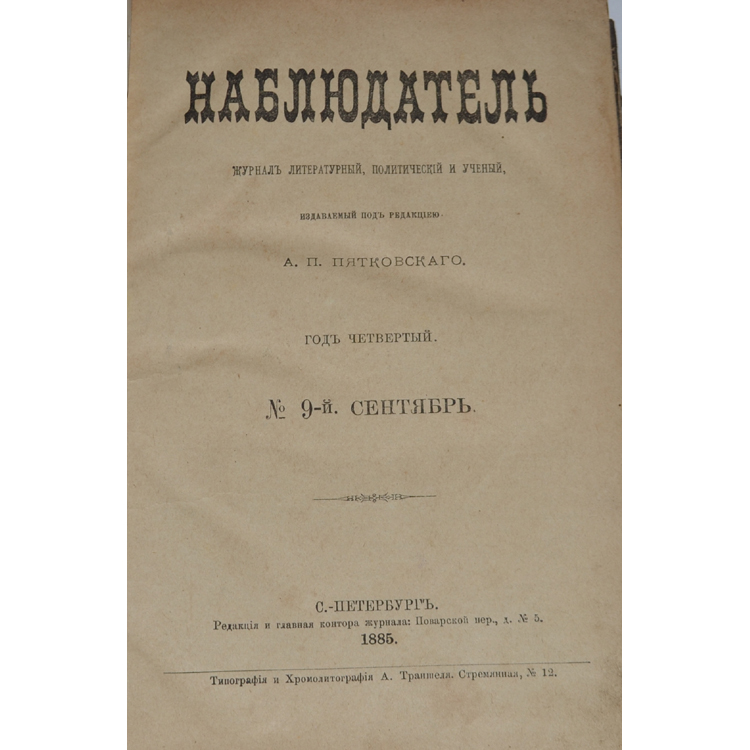 НАБЛЮДАТЕЛЬ
ЖУРНАЛЪ ЛИТЕРАТУРНЫЙ, ПОЛИТИЧЕСКІЙ И УЧЕНЫЙ,
ИЗДАВАЕМЫЙ ПОДЪ РЕДАКЦІЕЮ
А. П. ПЯТКОВСКАГО.
ГОДЪ ЧЕТВЕРТЫЙ.
№ 9-й. СЕНТЯБРЬ.
С.-ПЕТЕРБУРГЪ.
Редакція и главная контора журнала: Поварской пер., д. № 5.
1885.
Типографія и Хромолитографія А. Траншеля. Стремянная, № 12.